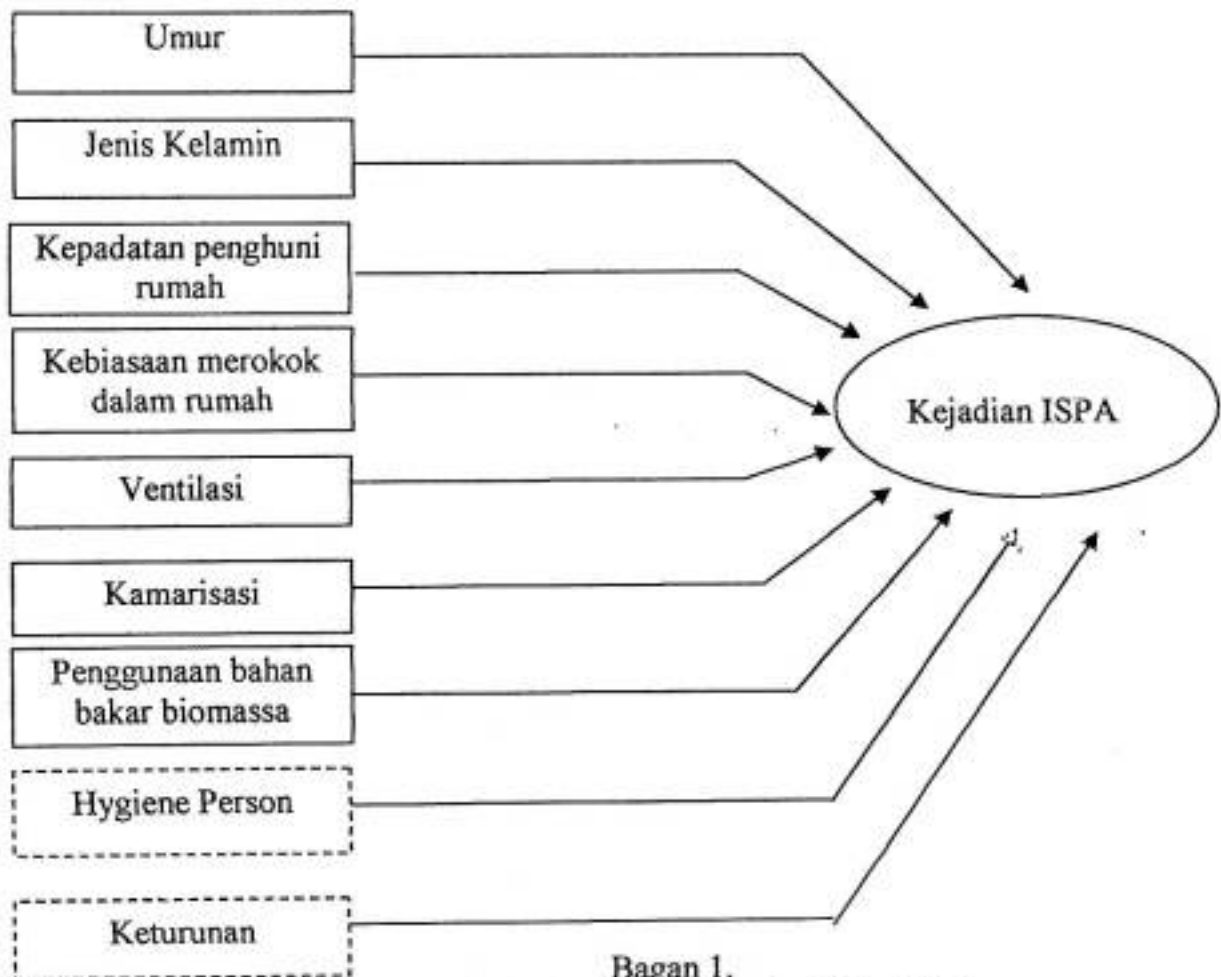 Umur
Jenis Kelamin
Kepadatan penghuni
rumah
Kebiasaan merokok
dalam rumah
Kejadian ISPA
Ventilasi
Kamarisasi
Penggunaan bahan
bakar biomassa
Hygiene Person
Keturunan
Bagan 1.